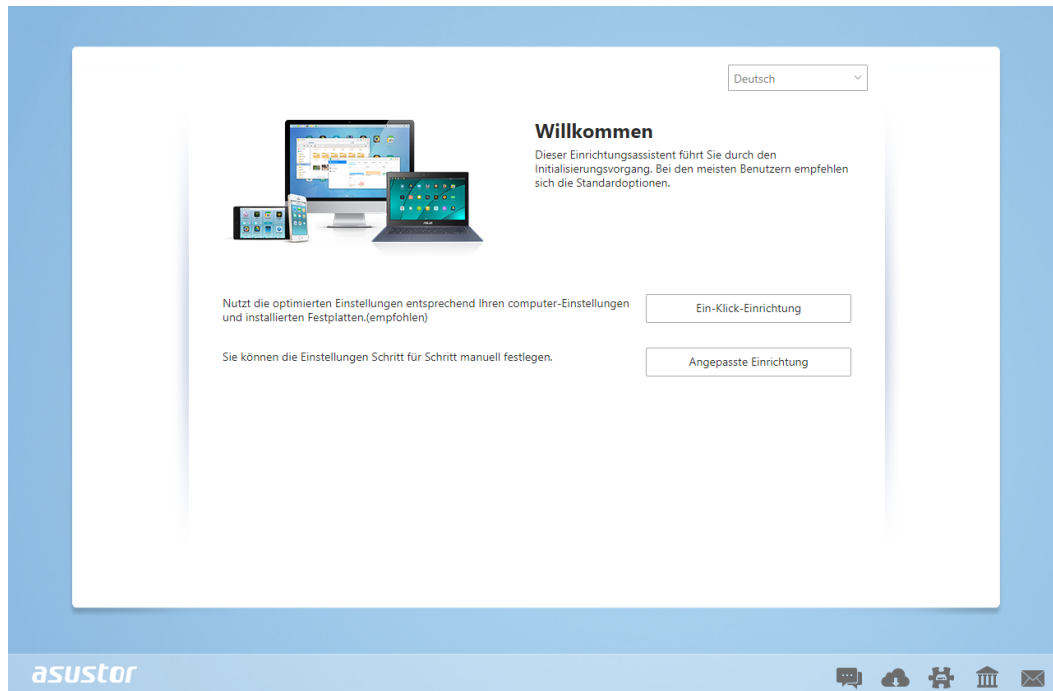 Deutsch
Willkommen
Dieser Einrichtungsassistent führt Sie durch den
Initialisierungsvorgang. Bei den meisten Benutzern empfehlen
sich die Standardoptionen.
Nutzt die optimierten Einstellungen entsprechend Ihren computer-Einstellungen
und installierten Festplatten.(empfohlen)
Ein-Klick-Einrichtung
Sie können die Einstellungen Schritt für Schritt manuell festlegen.
Angepasste Einrichtung
asustor